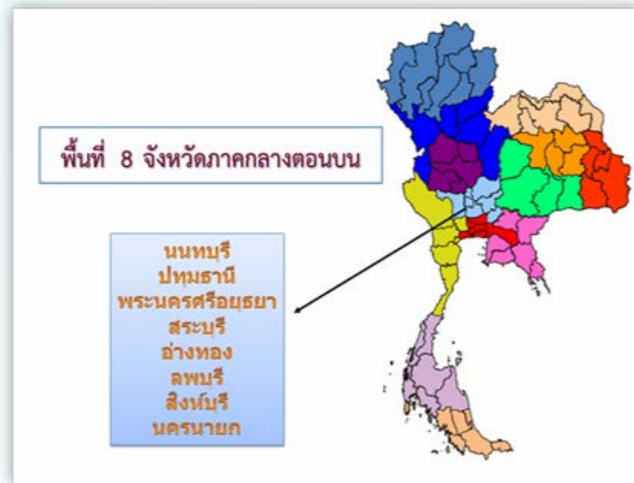 พื้นที่ 8 จังหวัดภาคกลางตอนบน
นนทบุรี
ปทุมธานี
พระนครศรีอยุธยา
สระบุรี
อ่างทอง
ลพบุรี
สิงห์บุรี
นครนายก